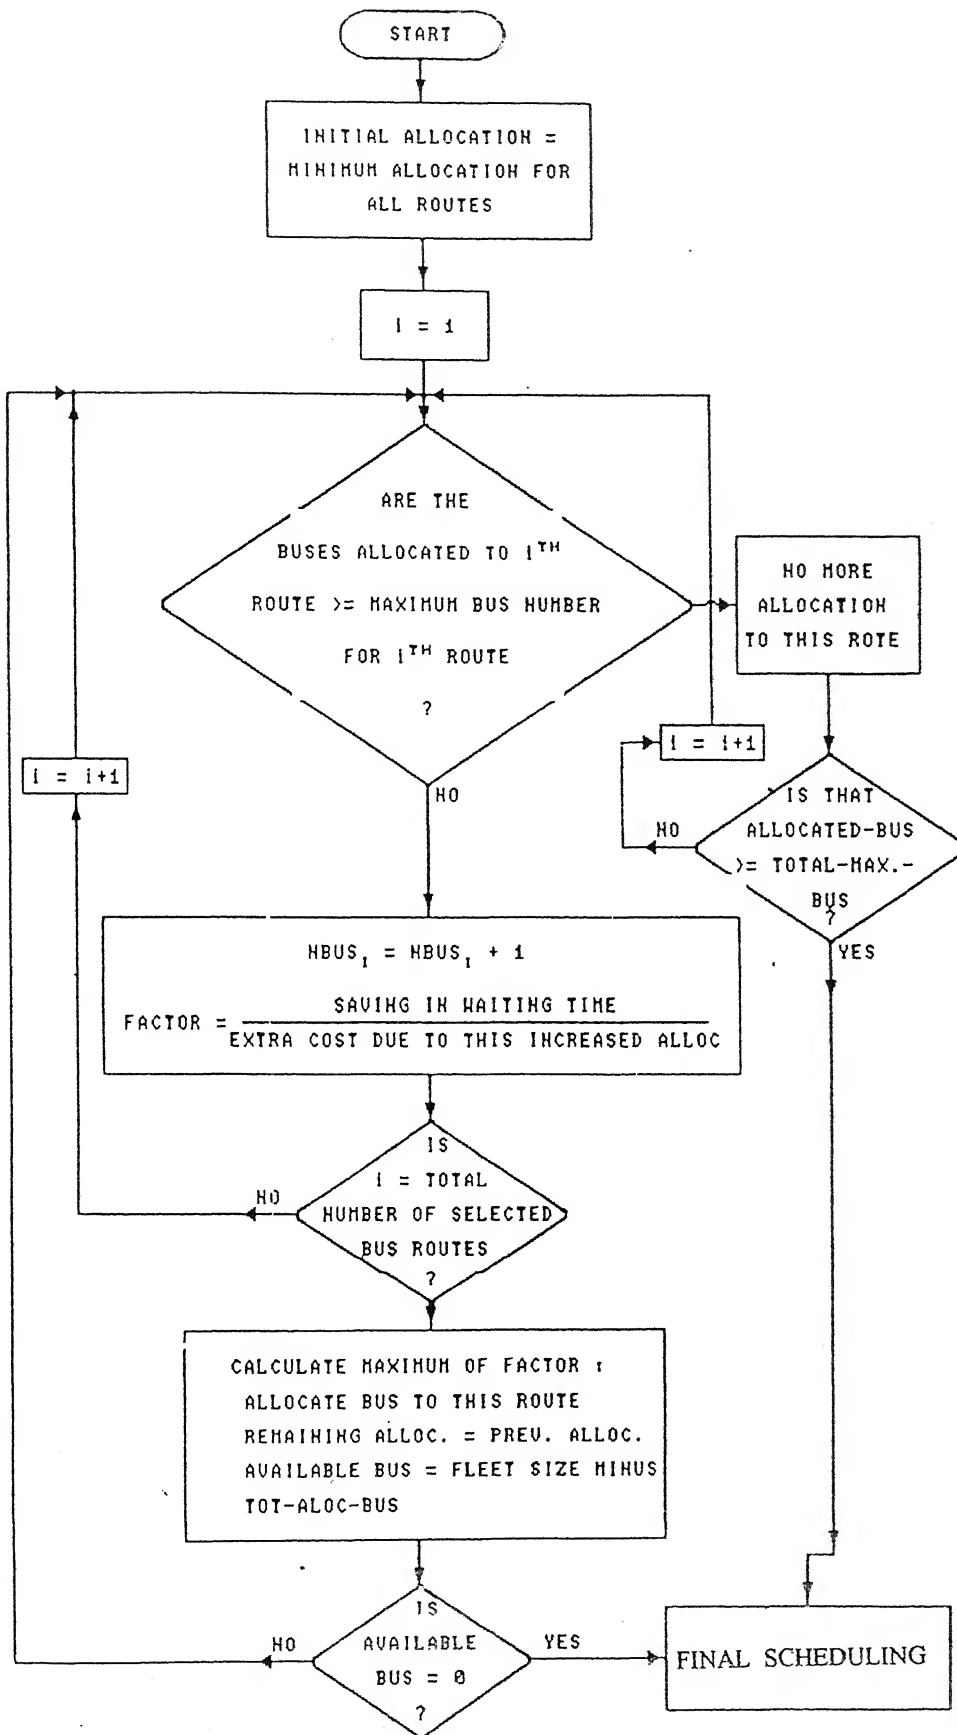 START
INITIAL ALLOCATION =
MINIMUM ALLOCATION FOR
ALL ROUTES
I = 1
ARE THE
BUSES ALLOCATED TO I^TH
ROUTE >= MAXIMUM BUS NUMBER
FOR I^TH ROUTE
?
NO MORE
ALLOCATION
TO THIS ROTE
i = i+1
i = i+1
NO
IS THAT
ALLOCATED-BUS
>= TOTAL-MAX.-
BUS
?
NO
YES
NBUS_I = NBUS_I + 1
FACTOR = SAVING IN WAITING TIME
EXTRA COST DUE TO THIS INCREASED ALLOC
IS
i = TOTAL
NUMBER OF SELECTED
BUS ROUTES
?
NO
CALCULATE MAXIMUM OF FACTOR :
ALLOCATE BUS TO THIS ROUTE
REMAINING ALLOC. = PREV. ALLOC.
AVAILABLE BUS = FLEET SIZE MINUS
TOT-ALOC-BUS
IS
AVAILABLE
BUS = 0
?
NO
YES
FINAL SCHEDULING